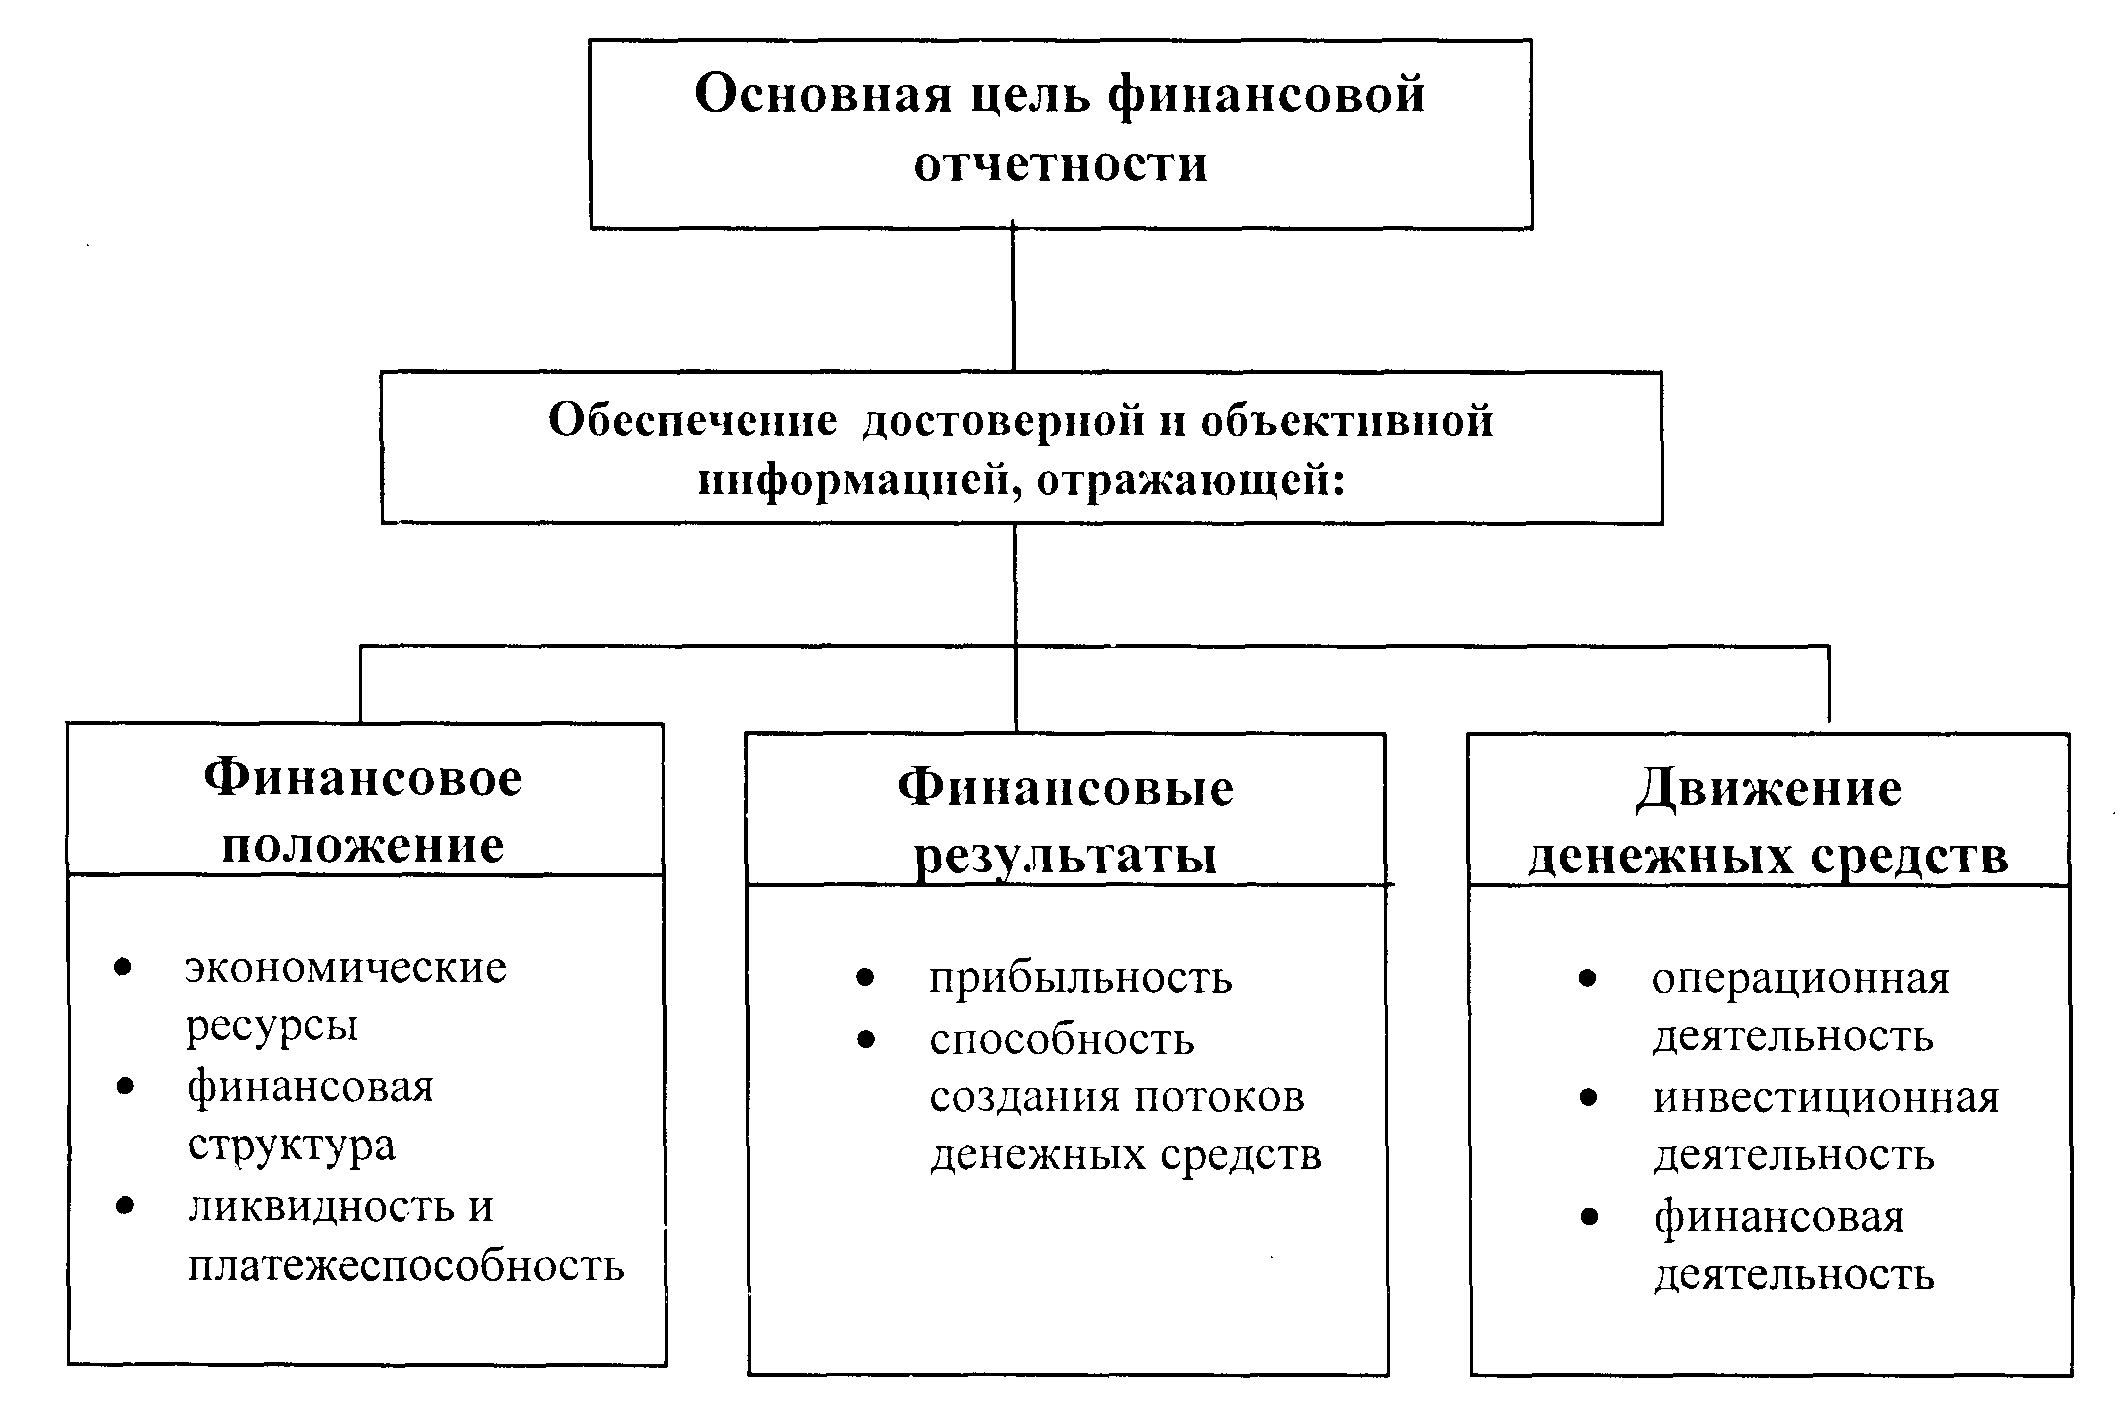 Основная цель финансовой
отчетности
Обеспечение достоверной и объективной
информацией, отражающей:
Финансовое
положение
• экономические
ресурсы
• финансовая
структура
• ликвидность и
платежеспособность
Финансовые
результаты
• прибыльность
• способность
создания потоков
денежных средств
Движение
денежных средств
• операционная
деятельность
• инвестиционная
деятельность
• финансовая
деятельность